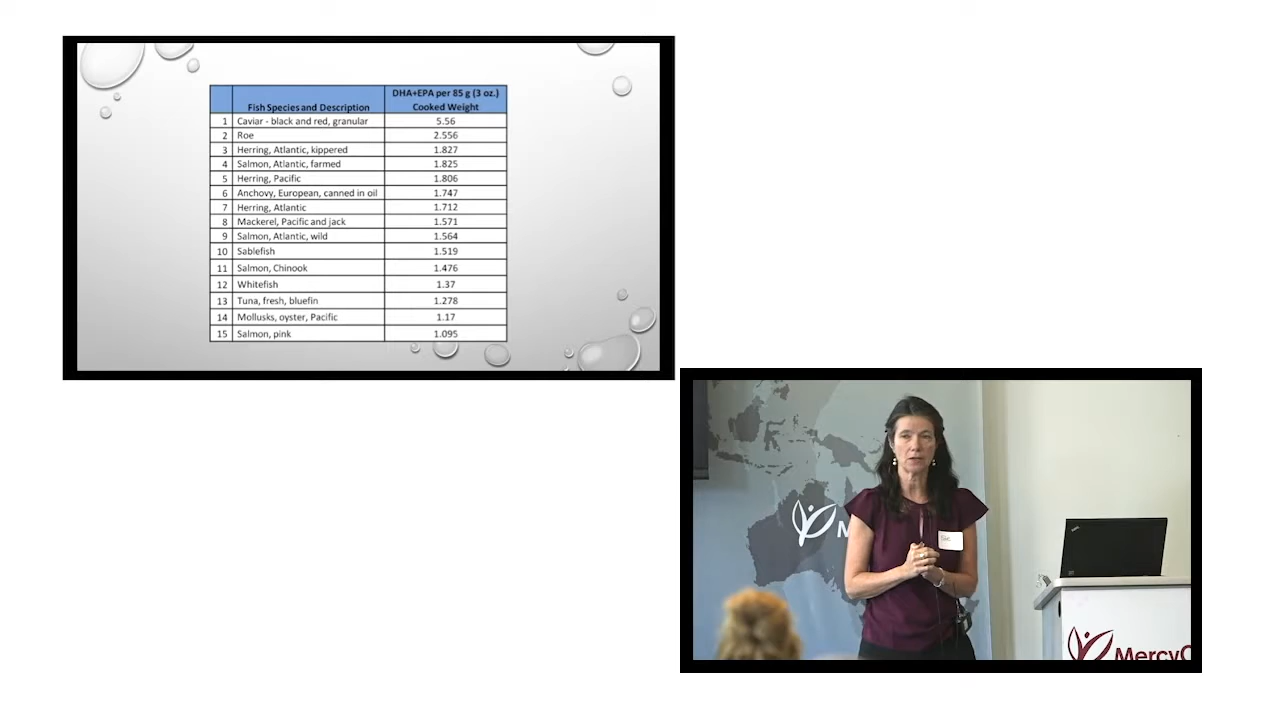 DHA+EPA per 85 g (3 oz.)
Fish Species and Description Cooked Weight
1 Caviar - black and red, granular 5.56
2 Roe 2.556
3 Herring, Atlantic, kippered 1.827
4 Salmon, Atlantic, farmed 1.825
5 Herring, Pacific 1.806
6 Anchovy, European, canned in oil 1.747
7 Herring, Atlantic 1.712
8 Mackerel, Pacific and jack 1.571
9 Salmon, Atlantic, wild 1.564
10 Sablefish 1.519
11 Salmon, Chinook 1.476
12 Whitefish 1.37
13 Tuna, fresh, bluefin 1.278
14 Mollusks, oyster, Pacific 1.17
15 Salmon, pink 1.095
M
MercyC